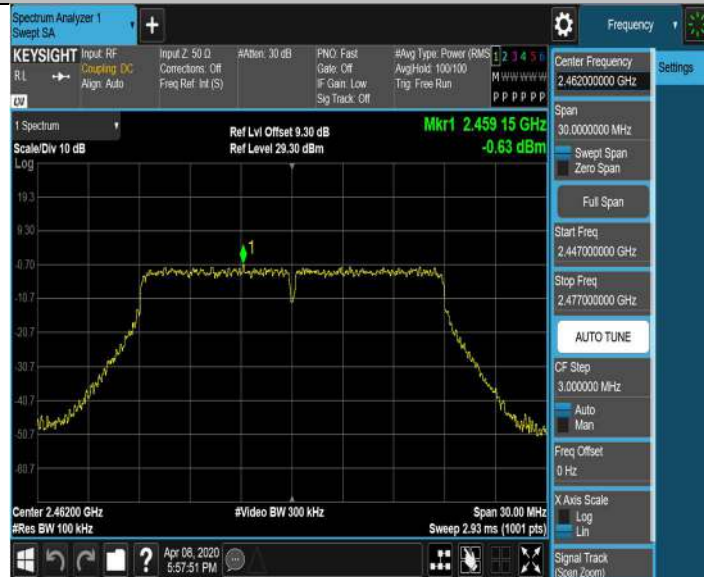 Spectrum Analyzer 1
Swept SA
+
Frequency
KEYSIGHT
RL
Input: RF
Coupling: DC
Align: Auto
Input Z: 50 Ω
Corrections: Off
Freq Ref: Int (S)
#Atten: 30 dB
PNO: Fast
Gate: Off
IF Gain: Low
Sig Track: Off
#Avg Type: Power (RMS
Avg|Hold: 100/100
Trig: Free Run
1 2 3 4 5 6
M W W W W W
P P P P P P
1 Spectrum
Scale/Div 10 dB
Log
Ref Lvl Offset 9.30 dB
Ref Level 29.30 dBm
Mkr1 2.459 15 GHz
-0.63 dBm
19.3
9.30
-0.70
-10.7
-20.7
-30.7
-40.7
-50.7
-60.7
1
Center 2.46200 GHz
#Res BW 100 kHz
#Video BW 300 kHz
Span 30.00 MHz
Sweep 2.93 ms (1001 pts)
?
Apr 08, 2020
5:57:51 PM
Center Frequency
2.462000000 GHz
Settings
Span
30.0000000 MHz
Swept Span
Zero Span
Full Span
Start Freq
2.447000000 GHz
Stop Freq
2.477000000 GHz
AUTO TUNE
CF Step
3.000000 MHz
Auto
Man
Freq Offset
0 Hz
X Axis Scale
Log
Lin
Signal Track
(Span Zoom)